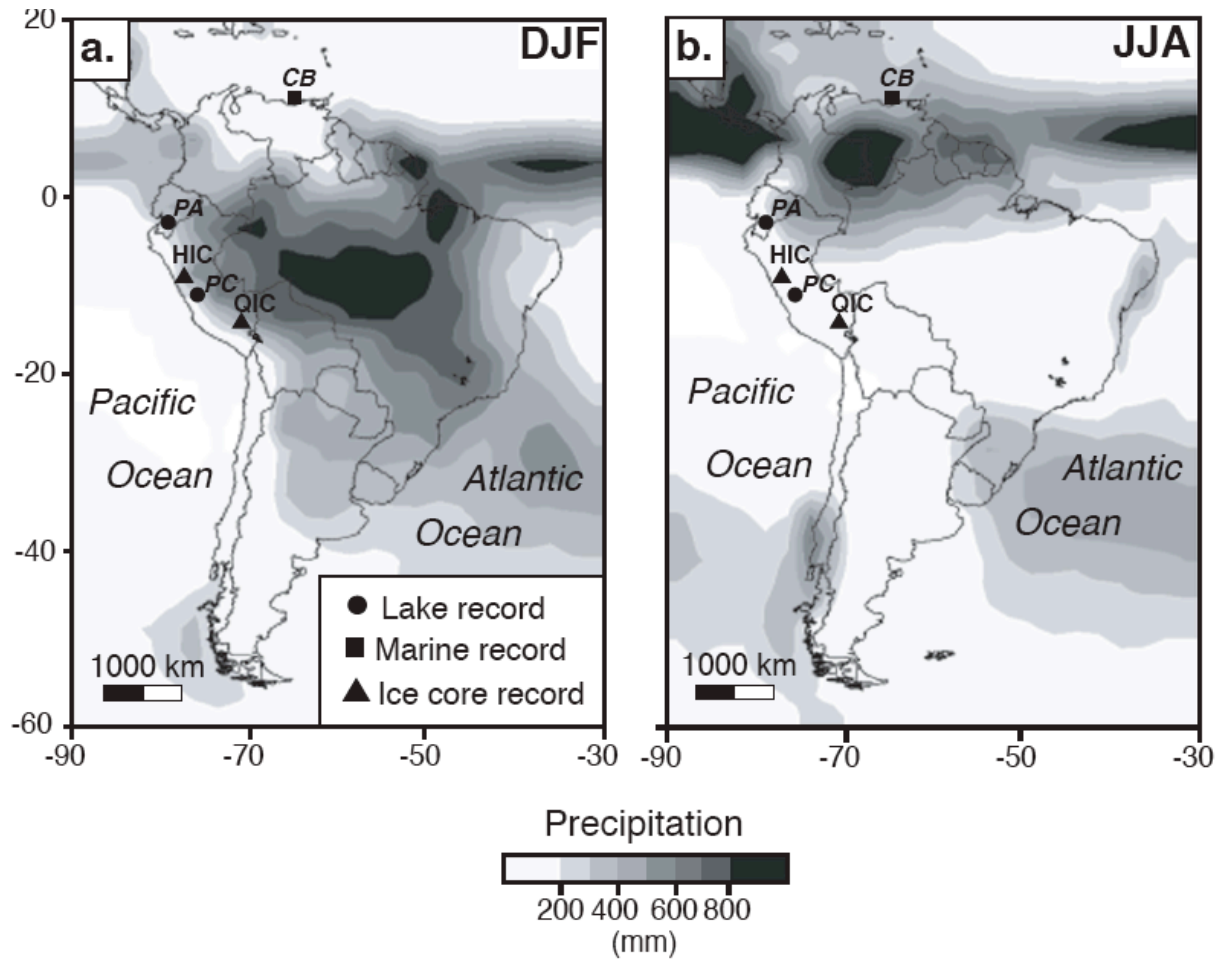 a.
DJF
20
0
-20
-40
-60
CB
PA
HIC
PC
QIC
Pacific
Ocean
Atlantic
Ocean
Lake record
Marine record
Ice core record
1000 km
-90
-70
-50
-30
b.
JJA
CB
PA
HIC
PC
QIC
Pacific
Ocean
Atlantic
Ocean
1000 km
-90
-70
-50
-30
Precipitation
200 400 600 800
(mm)